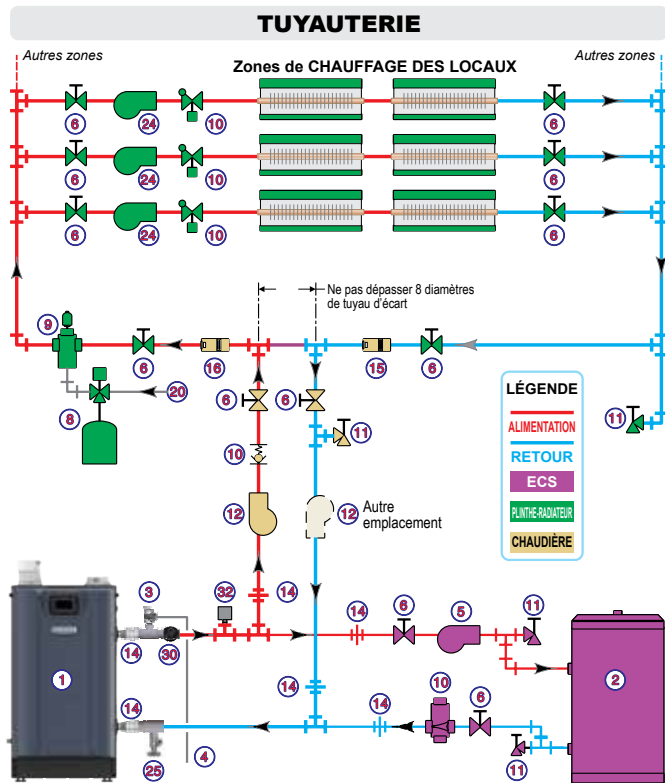 TUYAUTERIE
Autres zones
Autres zones
Zones de CHAUFFAGE DES LOCAUX
6 24 10 6
6 24 10 6
6 24 10 6
Ne pas dépasser 8 diamètres
de tuyau d'écart
9
6 16 15 6
8 20
6 6
11
11
10
12
12 Autre
emplacement
LÉGENDE
ALIMENTATION
RETOUR
ECS
PLINTHE-RADIATEUR
CHAUDIÈRE
3 32 14
14 6 5 11
14 30
1
2
14
14
14 10 6
25 4
11